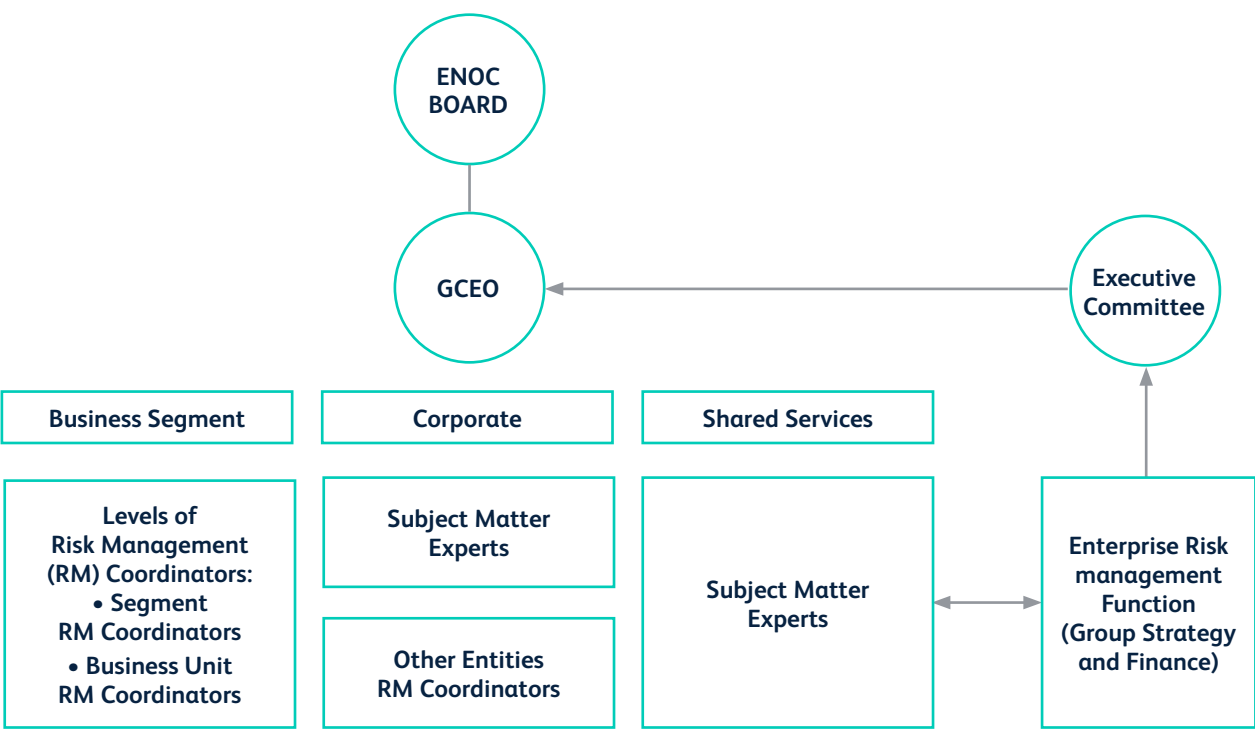 ENOC
BOARD
GCEO
Executive
Committee
Business Segment
Corporate
Shared Services
Levels of
Risk Management
(RM) Coordinators:
• Segment
RM Coordinators
• Business Unit
RM Coordinators
Subject Matter
Experts
Other Entities
RM Coordinators
Subject Matter
Experts
Enterprise Risk
management
Function
(Group Strategy
and Finance)